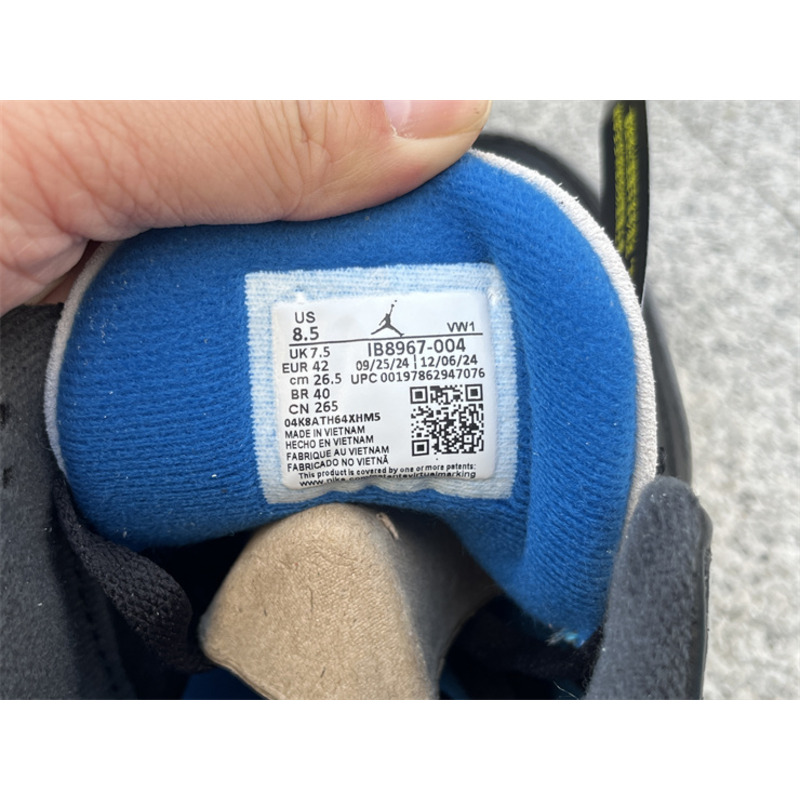 US
8.5
VW1
UK 7.5
IB8967-004
EUR 42
09/25/24 | 12/06/24
cm 26.5
UPC 00197862947076
BR 40
CN 265
04K8ATH64XHM5
MADE IN VIETNAM
HECHO EN VIETNAM
FABRIQUE AU VIETNAM
FABRICADO NO VIETNÃ
This product is covered by one or more patents: